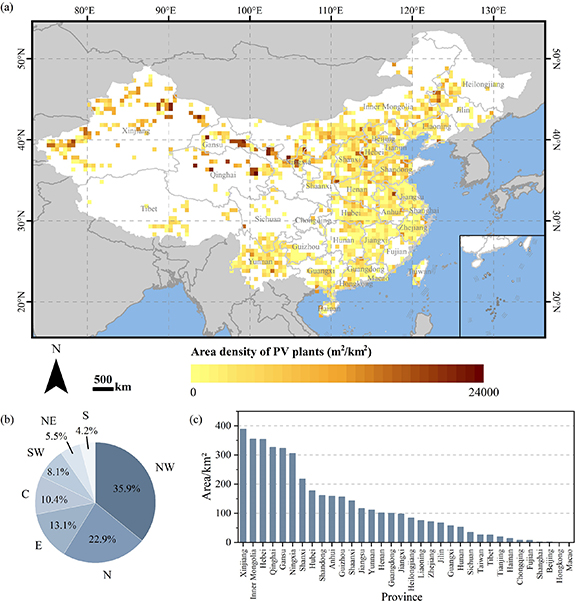 (a)
80°E 90°E 100°E 110°E 120°E 130°E
50°N 50°N
Heilongjiang
Inner Mongolia
Jilin
Liaoning
Xinjiang
Gansu
Beijing
40°N 40°N
Tianjin
Hebei
Ningxia
Shanxi
Shandong
Qinghai
Shaanxi
Henan
Jiangsu
Tibet
Hubei
Anhui
Shanghai
30°N 30°N
Sichuan
Chongqing
Zhejiang
Hunan
Jiangxi
Guizhou
Fujian
Yunnan
Guangxi
Guangdong
Taiwan
Macao
Hongkong
20°N 20°N
Hainan
N
500 km
Area density of PV plants (m²/km²)
0 24000
(b)
NW 35.9%
N 22.9%
E 13.1%
C 10.4%
SW 8.1%
NE 5.5%
S 4.2%
(c)
Area/km²
400
300
200
100
0
Xinjiang
Inner Mongolia
Hebei
Qinghai
Gansu
Ningxia
Shanxi
Hubei
Shandong
Anhui
Guizhou
Shaanxi
Jiangsu
Yunnan
Henan
Guangdong
Jiangxi
Heilongjiang
Liaoning
Zhejiang
Jilin
Guangxi
Hunan
Sichuan
Taiwan
Tibet
Tianjing
Hainan
Chongqing
Fujian
Shanghai
Beijing
Hongkong
Macao
Province